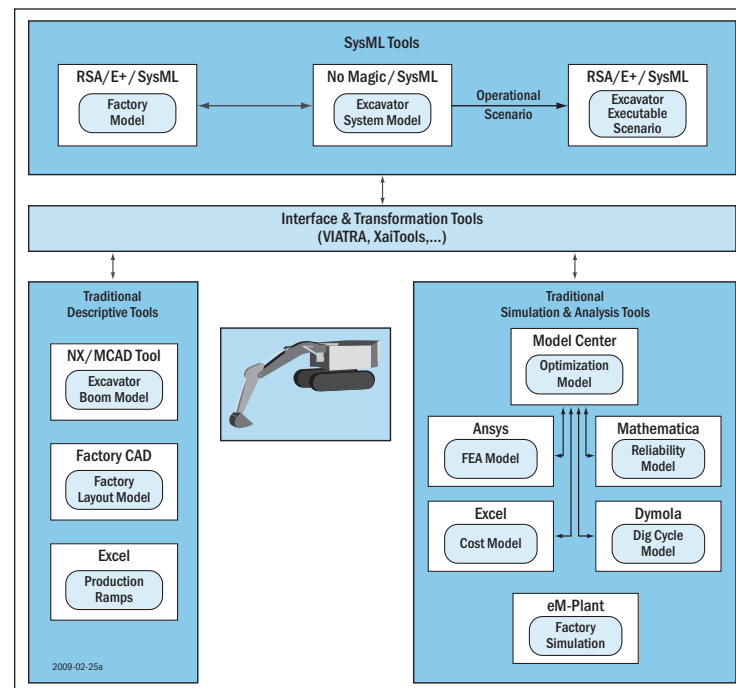 SysML Tools
RSA/E+/SysML
Factory
Model
No Magic/SysML
Excavator
System Model
Operational
Scenario
RSA/E+/SysML
Excavator
Executable
Scenario
Interface & Transformation Tools
(VIATRA, XaiTools,...)
Traditional
Descriptive Tools
NX/MCAD Tool
Excavator
Boom Model
Factory CAD
Factory
Layout Model
Excel
Production
Ramps
2009-02-25a
Traditional
Simulation & Analysis Tools
Model Center
Optimization
Model
Ansys
FEA Model
Mathematica
Reliability
Model
Excel
Cost Model
Dymola
Dig Cycle
Model
eM-Plant
Factory
Simulation